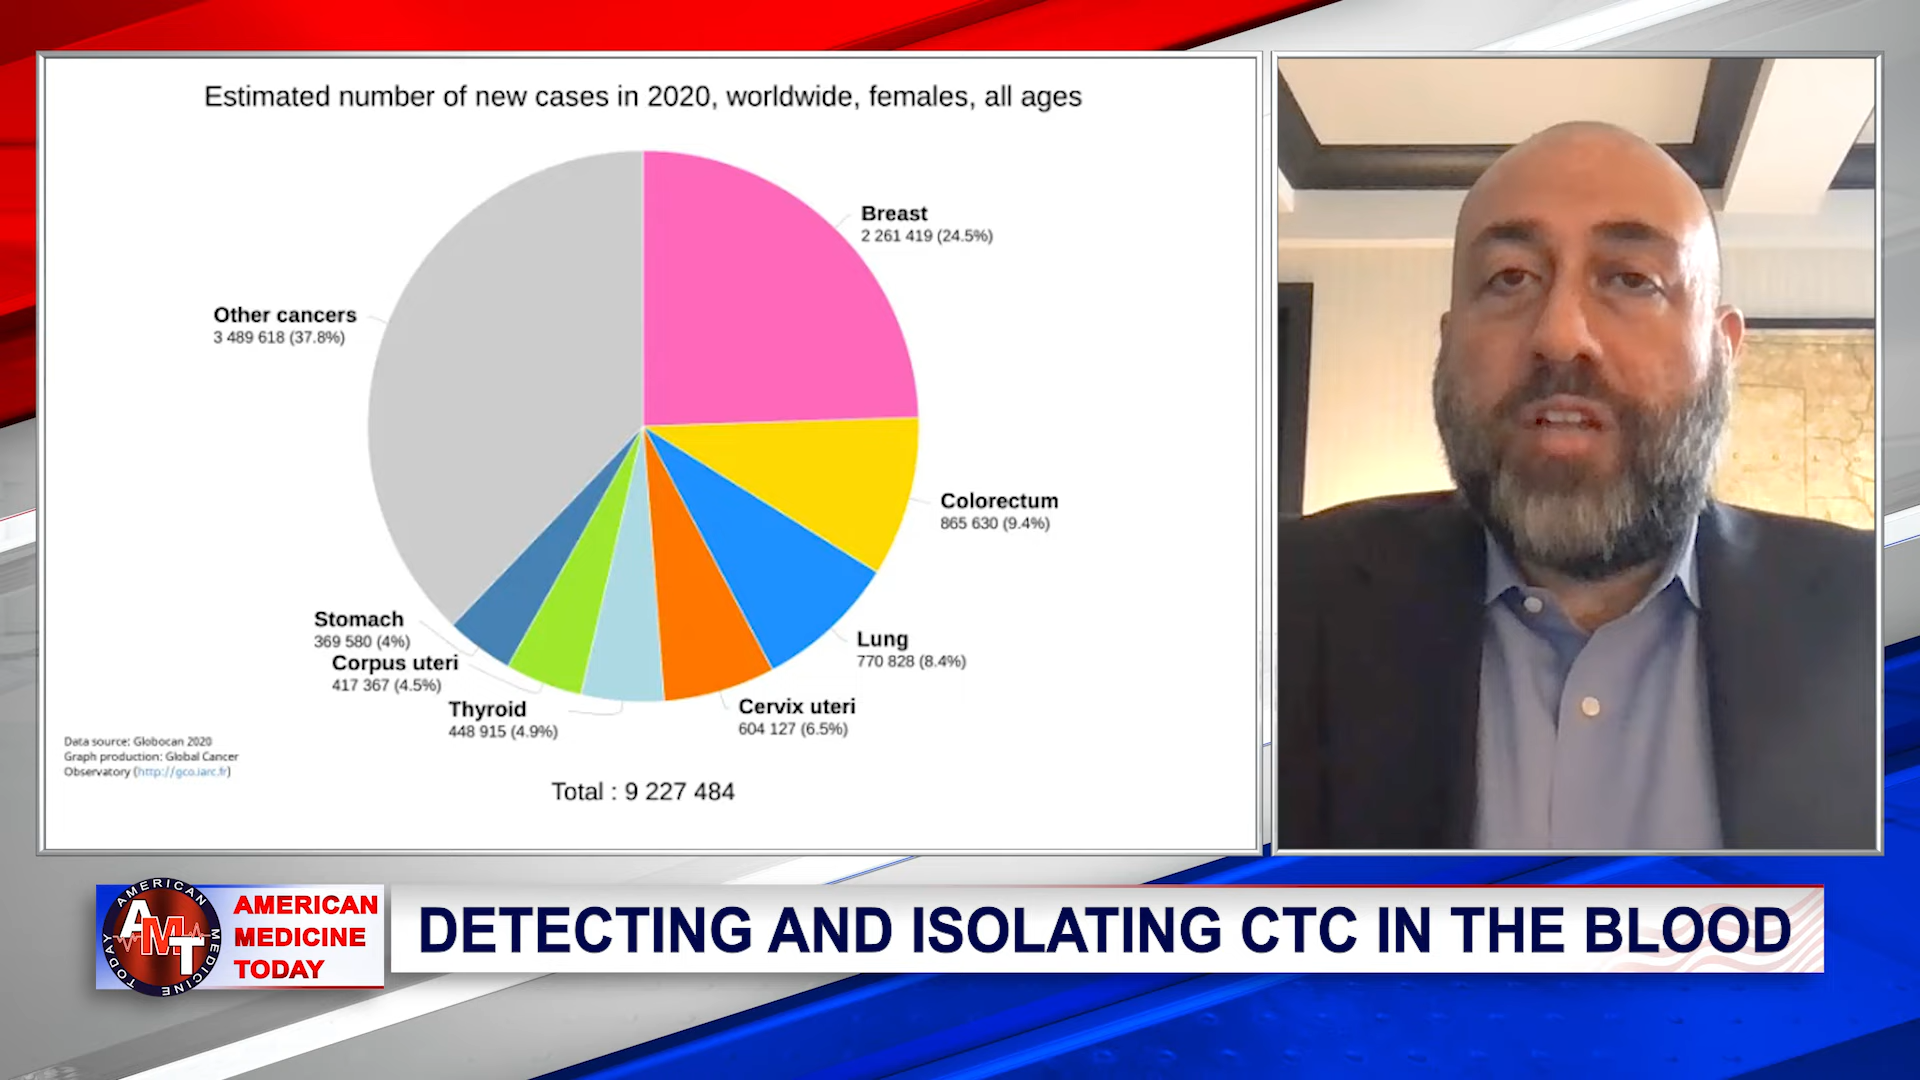 Estimated number of new cases in 2020, worldwide, females, all ages
Breast
2 261 419 (24.5%)
Other cancers
3 489 618 (37.8%)
Colorectum
865 630 (9.4%)
Stomach
369 580 (4%)
Lung
770 828 (8.4%)
Corpus uteri
417 367 (4.5%)
Thyroid
448 915 (4.9%)
Cervix uteri
604 127 (6.5%)
Data source: Globocan 2020
Graph production: Global Cancer
Observatory (http://gco.iarc.fr)
Total : 9 227 484
AMERICAN
MEDICINE
TODAY
AMT
AMERICAN
MEDICINE
TODAY
DETECTING AND ISOLATING CTC IN THE BLOOD